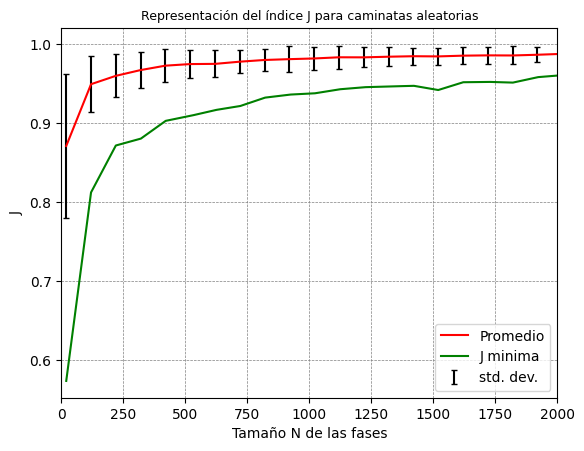 Representación del índice J para caminatas aleatorias
1.0
0.9
0.8
0.7
0.6
J
0 250 500 750 1000 1250 1500 1750 2000
Tamaño N de las fases
Promedio
J minima
std. dev.